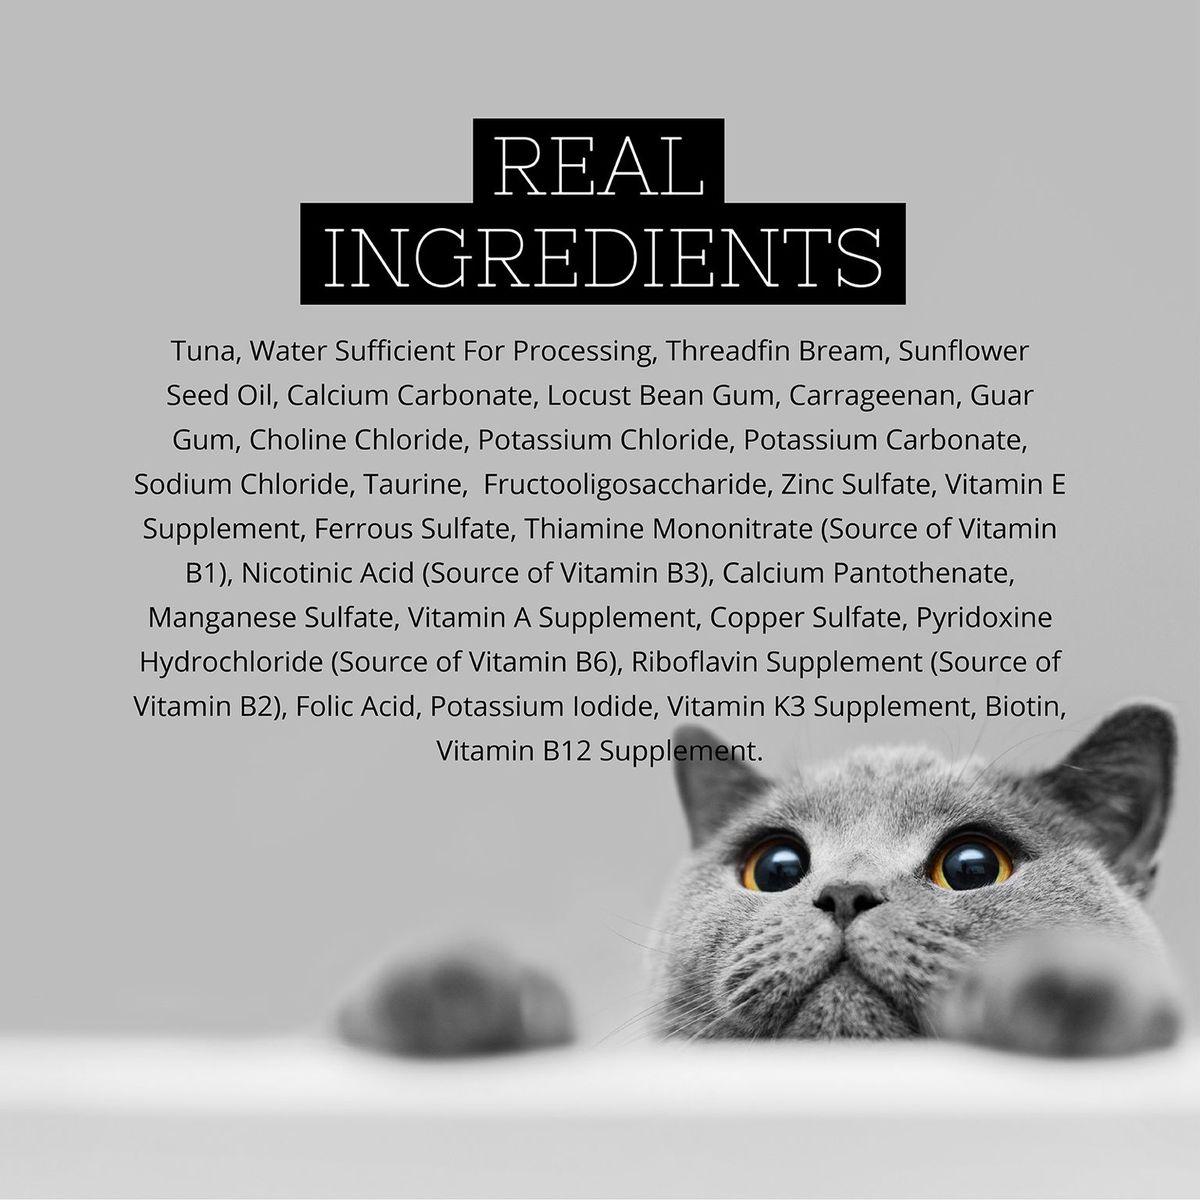 REAL
INGREDIENTS
Tuna, Water Sufficient For Processing, Threadfin Bream, Sunflower
Seed Oil, Calcium Carbonate, Locust Bean Gum, Carrageenan, Guar
Gum, Choline Chloride, Potassium Chloride, Potassium Carbonate,
Sodium Chloride, Taurine,  Fructooligosaccharide, Zinc Sulfate, Vitamin E
Supplement, Ferrous Sulfate, Thiamine Mononitrate (Source of Vitamin
B1), Nicotinic Acid (Source of Vitamin B3), Calcium Pantothenate,
Manganese Sulfate, Vitamin A Supplement, Copper Sulfate, Pyridoxine
Hydrochloride (Source of Vitamin B6), Riboflavin Supplement (Source of
Vitamin B2), Folic Acid, Potassium Iodide, Vitamin K3 Supplement, Biotin,
Vitamin B12 Supplement.